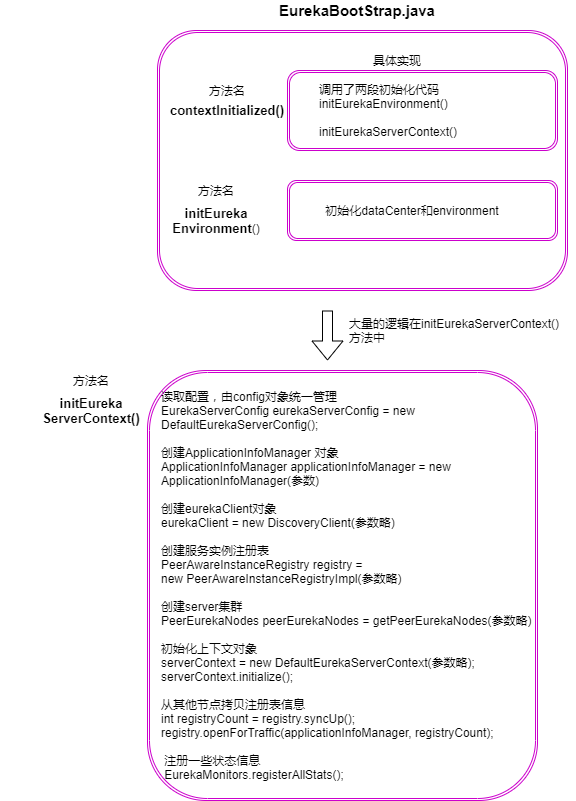 EurekaBootStrap.java
具体实现
方法名
contextInitialized()
调用了两段初始化代码
initEurekaEnvironment()
initEurekaServerContext()
方法名
initEureka
Environment()
初始化dataCenter和environment
大量的逻辑在initEurekaServerContext()
方法中
方法名
initEureka
ServerContext()
读取配置，由config对象统一管理
EurekaServerConfig eurekaServerConfig = new
DefaultEurekaServerConfig();
创建ApplicationInfoManager 对象
ApplicationInfoManager applicationInfoManager = new
ApplicationInfoManager(参数)
创建eurekaClient对象
eurekaClient = new DiscoveryClient(参数略)
创建服务实例注册表
PeerAwareInstanceRegistry registry =
new PeerAwareInstanceRegistryImpl(参数略)
创建server集群
PeerEurekaNodes peerEurekaNodes = getPeerEurekaNodes(参数略)
初始化上下文对象
serverContext = new DefaultEurekaServerContext(参数略);
serverContext.initialize();
从其他节点拷贝注册表信息
int registryCount = registry.syncUp();
registry.openForTraffic(applicationInfoManager, registryCount);
注册一些状态信息
EurekaMonitors.registerAllStats();